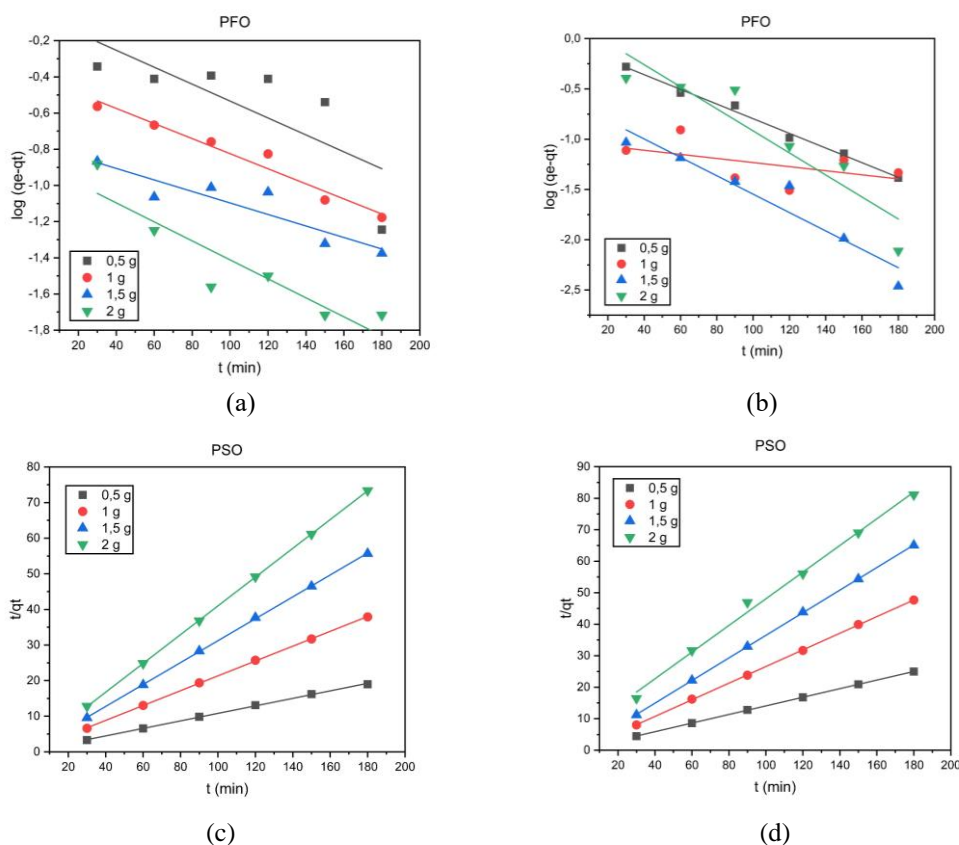 PFO
-0,2
-0,4
-0,6
-0,8
-1,0
-1,2
-1,4
-1,6
-1,8
log (qe-qt)
0,5 g
1 g
1,5 g
2 g
20 40 60 80 100 120 140 160 180 200
t (min)
(a)
PFO
0,0
-0,5
-1,0
-1,5
-2,0
-2,5
log (qe-qt)
0,5 g
1 g
1,5 g
2 g
20 40 60 80 100 120 140 160 180 200
t (min)
(b)
PSO
80
70
60
50
40
30
20
10
0
t/qt
0,5 g
1 g
1,5 g
2 g
20 40 60 80 100 120 140 160 180 200
t (min)
(c)
PSO
90
80
70
60
50
40
30
20
10
0
t/qt
0,5 g
1 g
1,5 g
2 g
20 40 60 80 100 120 140 160 180 200
t (min)
(d)